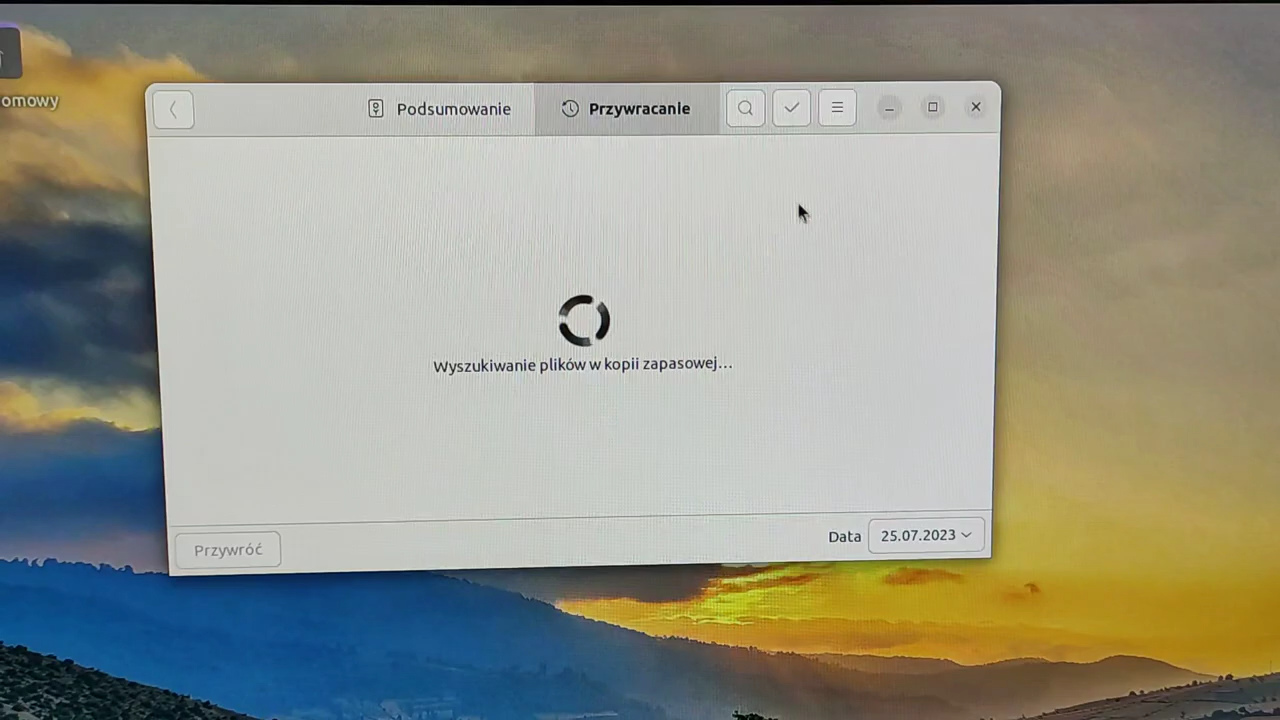 omowy
Podsumowanie
Przywracanie
Wyszukiwanie plików w kopii zapasowej...
Przywróć
Data
25.07.2023